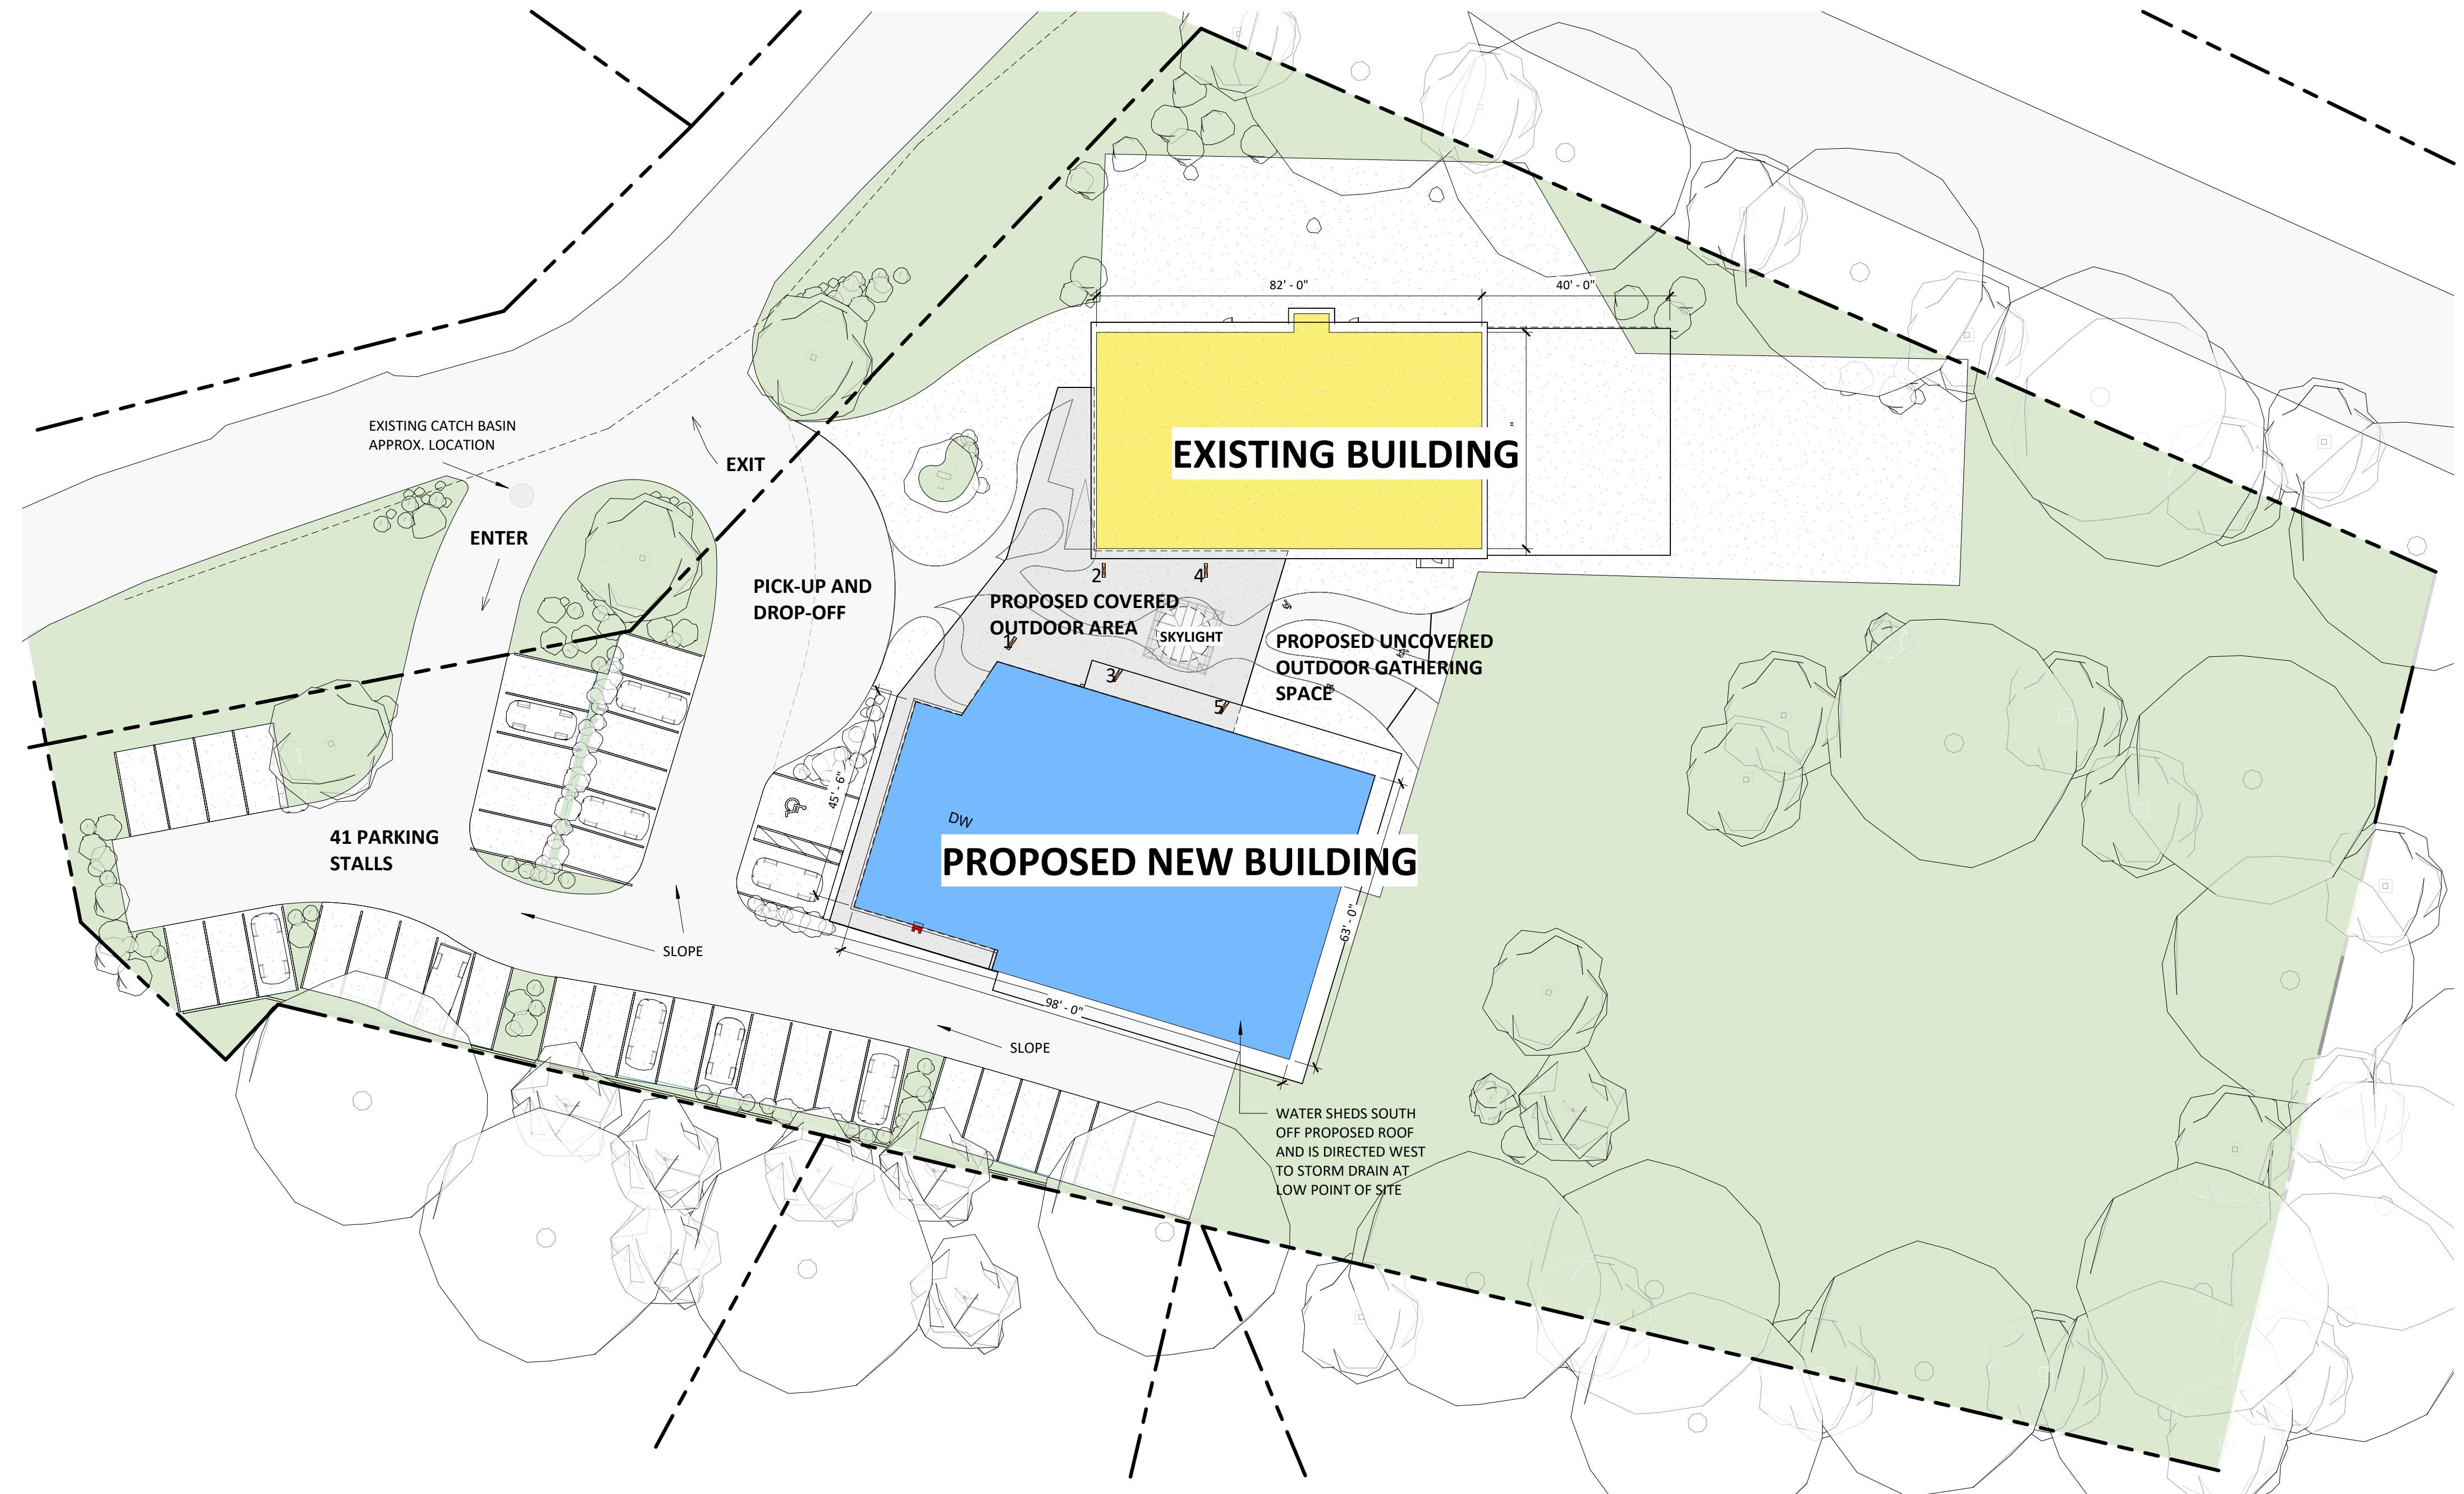 82' - 0"
40' - 0"
EXISTING CATCH BASIN
APPROX. LOCATION
EXIT
EXISTING BUILDING
"
ENTER
PICK-UP AND
DROP-OFF
2
4
PROPOSED COVERED
OUTDOOR AREA
1
SKYLIGHT
PROPOSED UNCOVERED
OUTDOOR GATHERING
SPACE
3
5
45' - 6"
DW
41 PARKING
STALLS
PROPOSED NEW BUILDING
63' - 0"
SLOPE
98' - 0"
SLOPE
WATER SHEDS SOUTH
OFF PROPOSED ROOF
AND IS DIRECTED WEST
TO STORM DRAIN AT
LOW POINT OF SITE